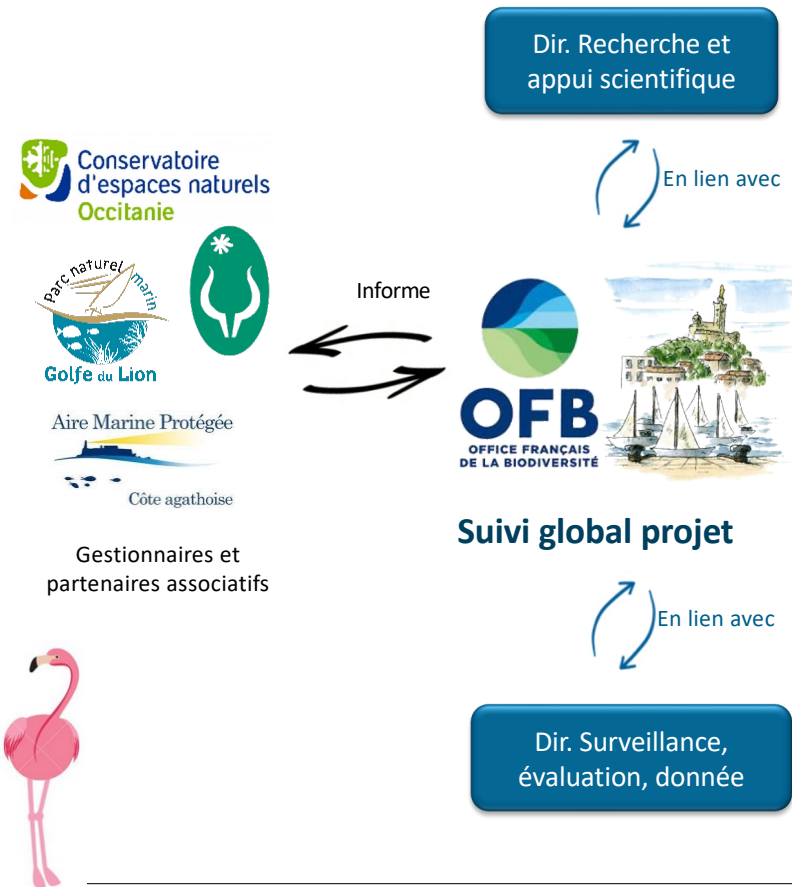 Dir. Recherche et
appui scientifique
En lien avec
Conservatoire
d'espaces naturels
Occitanie
Parc naturel marin
Golfe du Lion
Informe
OFB
OFFICE FRANÇAIS
DE LA BIODIVERSITÉ
Aire Marine Protégée
Côte agathoise
Suivi global projet
Gestionnaires et
partenaires associatifs
En lien avec
Dir. Surveillance,
évaluation, donnée